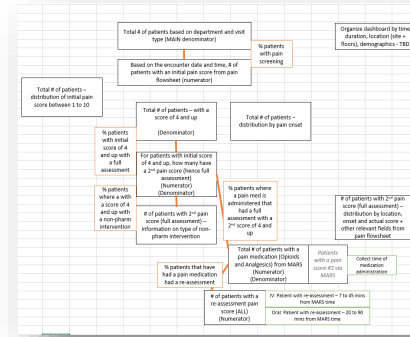 Total # of patients based on department and visit
type (MAIN denominator)
% patients
with pain
screening
Organize dashboard by time
duration, location (site +
floors), demographics - TBD
Based on the encounter date and time, # of
patients with an initial pain score from pain
flowsheet (numerator)
Total # of patients –
distribution of initial pain
score between 1 to 10
Total # of patients – with a
score of 4 and up
(Denominator)
Total # of patients –
distribution by pain onset
% patients
with initial
score of 4
and up with
a full
assessment
For patients with initial score
of 4 and up, how many have
a 2nd pain score (hence full
assessment)
(Numerator)
(Denominator)
% patients
where a with a
score of 4 and
up with a
non-pharm
intervention
% patients where
a pain med is
administered that
had a full
assessment with a
2nd score of 4 and
up
# of patients with 2nd pain
score (full assessment) –
information on type of non-
pharm intervention
# of patients with 2nd pain
score (full assessment) –
distribution by location,
onset and actual score +
other relevant fields from
pain flowsheet
Total # of patients with a
pain medication (Opioids
and Analgesics) from MARS
(Numerator)
(Denominator)
Patients
with a pain
score #3 via
MARS
Collect time of
medication
administration
% patients that have
had a pain medication
had a re-assessment
# of patients with a
re-assessment pain
score (ALL)
(Numerator)
IV: Patient with re-assessment – 7 to 45 mins
from MARS time
Oral: Patient with re-assessment – 20 to 90
mins from MARS time